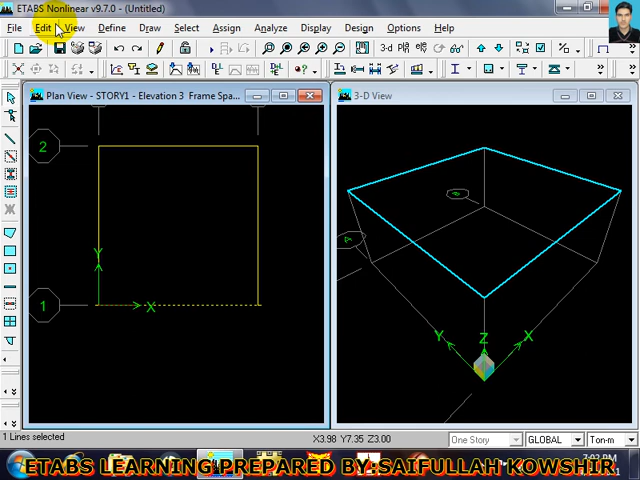 ETABS Nonlinear v9.7.0 - (Untitled)
File Edit View Define Draw Select Assign Analyze Display Design Options Help
3-d
Plan View - STORY1 - Elevation 3 Frame Spa...
3-D View
2
Y
1
X
Y
Z
X
1 Lines selected
X3.98 Y7.35 Z3.00
One Story
GLOBAL
Ton-m
ETABS LEARNING PREPARED BY:SAIFULLAH KOWSHIR